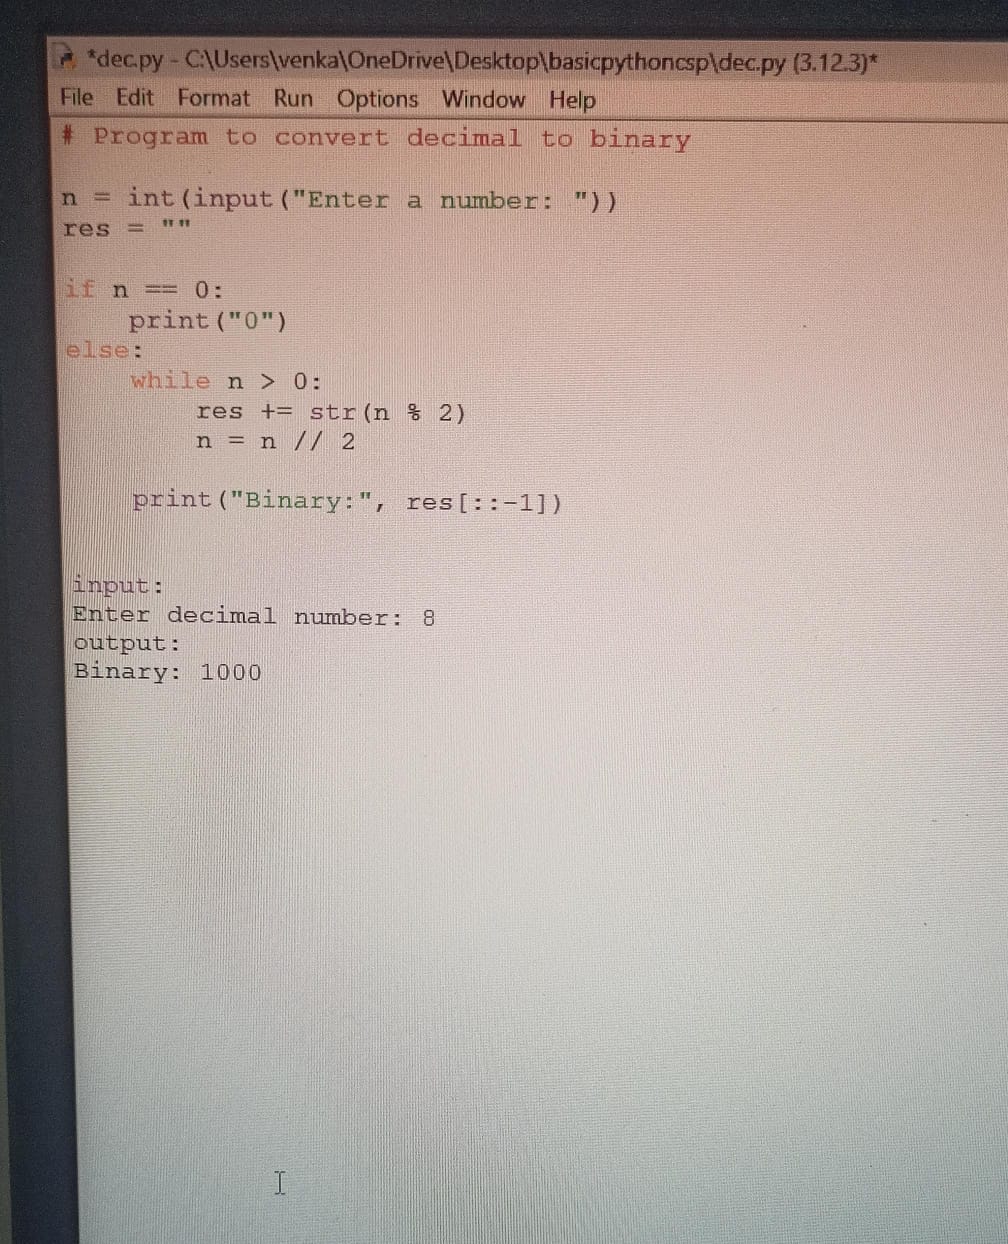 *dec.py - C:\Users\venka\OneDrive\Desktop\basicpythoncsp\dec.py (3.12.3)*
File Edit Format Run Options Window Help
# Program to convert decimal to binary
n = int(input("Enter a number: "))
res = ""
if n == 0:
    print("0")
else:
    while n > 0:
        res += str(n % 2)
        n = n // 2
    print("Binary:", res[::-1])
input:
Enter decimal number: 8
output:
Binary: 1000